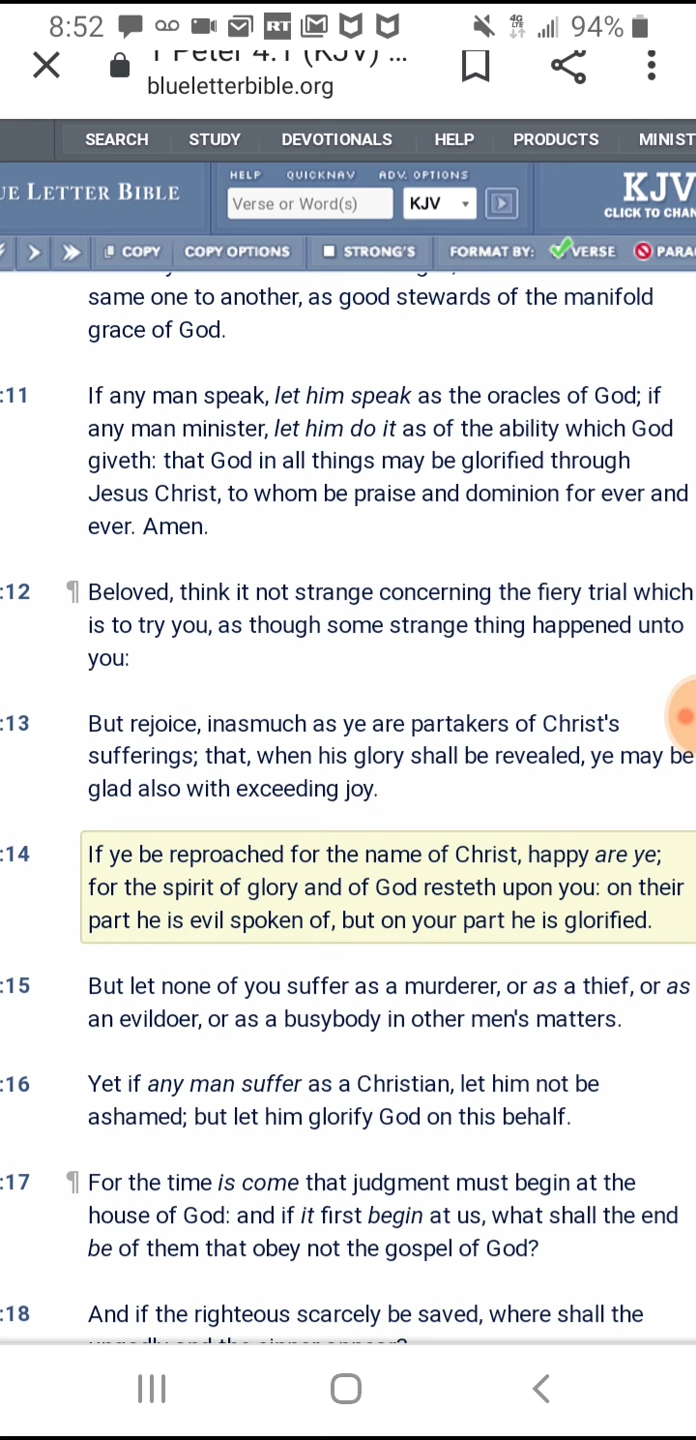 8:52 RT 4G LTE 94%
1 Peter 4:1 (KJV) ...
blueletterbible.org
SEARCH STUDY DEVOTIONALS HELP PRODUCTS MINIST
HELP QUICKNAV ADV. OPTIONS
UE LETTER BIBLE Verse or Word(s) KJV KJV
CLICK TO CHAN
COPY COPY OPTIONS STRONG'S FORMAT BY: VERSE PARA
same one to another, as good stewards of the manifold
grace of God.
:11 If any man speak, let him speak as the oracles of God; if
any man minister, let him do it as of the ability which God
giveth: that God in all things may be glorified through
Jesus Christ, to whom be praise and dominion for ever and
ever. Amen.
:12 ¶ Beloved, think it not strange concerning the fiery trial which
is to try you, as though some strange thing happened unto
you:
:13 But rejoice, inasmuch as ye are partakers of Christ's
sufferings; that, when his glory shall be revealed, ye may be
glad also with exceeding joy.
:14 If ye be reproached for the name of Christ, happy are ye;
for the spirit of glory and of God resteth upon you: on their
part he is evil spoken of, but on your part he is glorified.
:15 But let none of you suffer as a murderer, or as a thief, or as
an evildoer, or as a busybody in other men's matters.
:16 Yet if any man suffer as a Christian, let him not be
ashamed; but let him glorify God on this behalf.
:17 ¶ For the time is come that judgment must begin at the
house of God: and if it first begin at us, what shall the end
be of them that obey not the gospel of God?
:18 And if the righteous scarcely be saved, where shall the